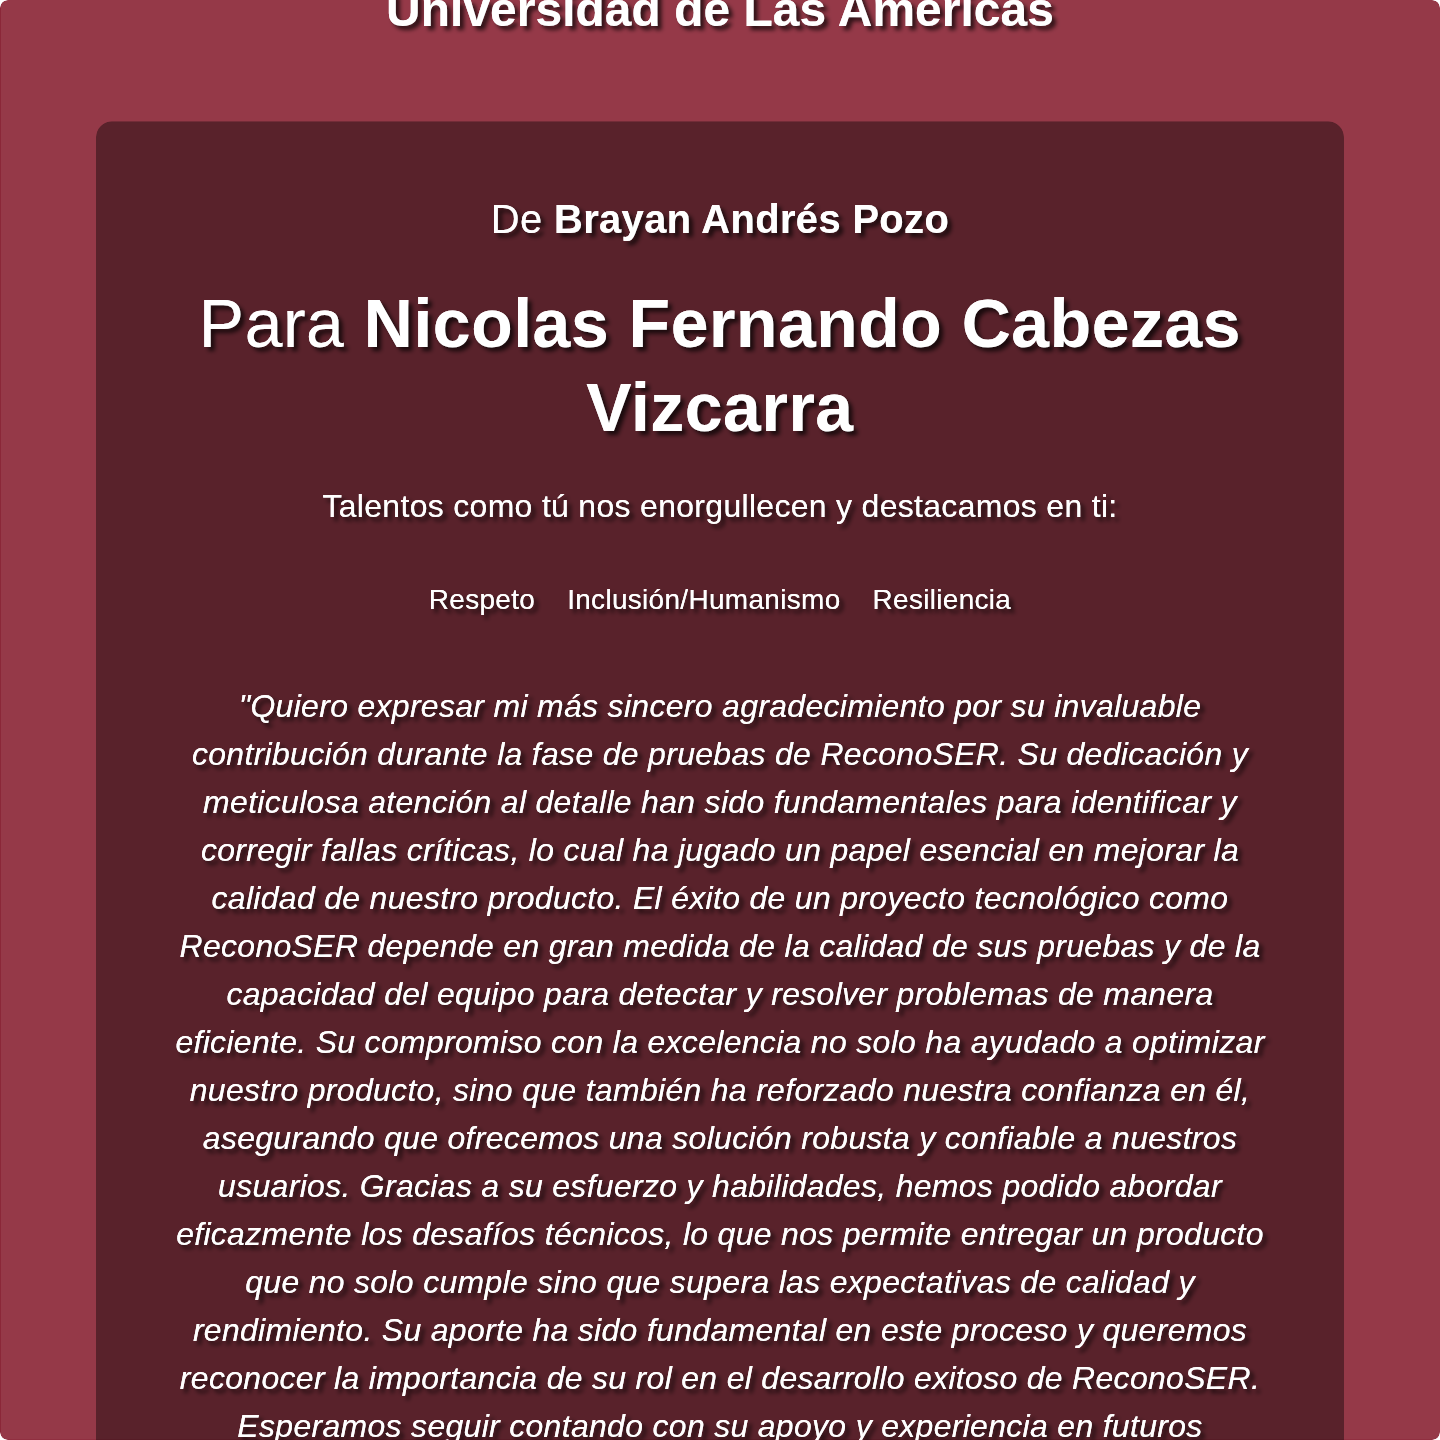 Universidad de Las Américas
De Brayan Andrés Pozo
Para Nicolas Fernando Cabezas
Vizcarra
Talentos como tú nos enorgullecen y destacamos en ti:
Respeto Inclusión/Humanismo Resiliencia
"Quiero expresar mi más sincero agradecimiento por su invaluable
contribución durante la fase de pruebas de ReconoSER. Su dedicación y
meticulosa atención al detalle han sido fundamentales para identificar y
corregir fallas críticas, lo cual ha jugado un papel esencial en mejorar la
calidad de nuestro producto. El éxito de un proyecto tecnológico como
ReconoSER depende en gran medida de la calidad de sus pruebas y de la
capacidad del equipo para detectar y resolver problemas de manera
eficiente. Su compromiso con la excelencia no solo ha ayudado a optimizar
nuestro producto, sino que también ha reforzado nuestra confianza en él,
asegurando que ofrecemos una solución robusta y confiable a nuestros
usuarios. Gracias a su esfuerzo y habilidades, hemos podido abordar
eficazmente los desafíos técnicos, lo que nos permite entregar un producto
que no solo cumple sino que supera las expectativas de calidad y
rendimiento. Su aporte ha sido fundamental en este proceso y queremos
reconocer la importancia de su rol en el desarrollo exitoso de ReconoSER.
Esperamos seguir contando con su apoyo y experiencia en futuros